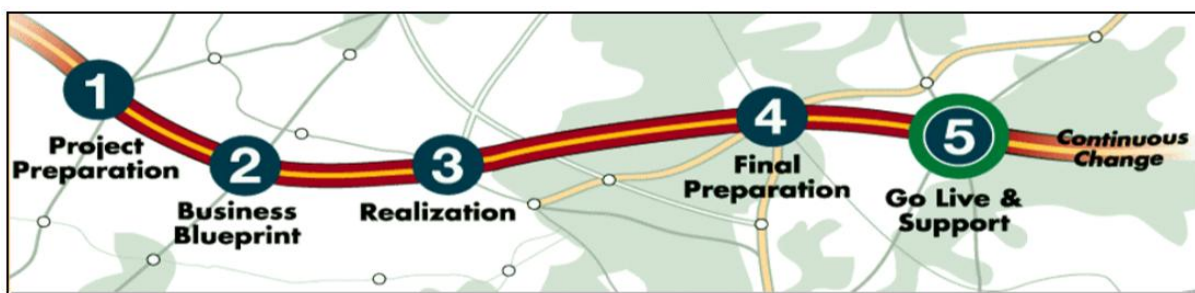 1
Project
Preparation
2
Business
Blueprint
3
Realization
4
Final
Preparation
5
Go Live &
Support
Continuous
Change